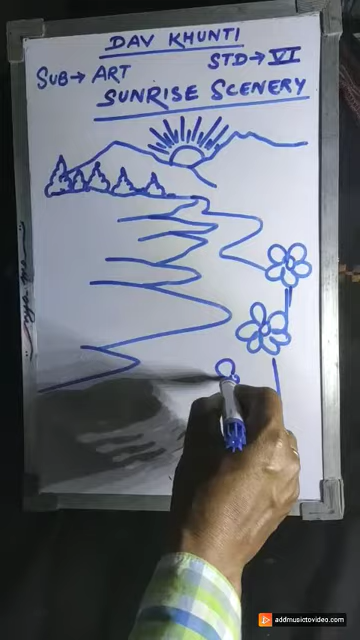 DAV KHUNTI
SUB→ ART
STD→ VI
SUNRISE SCENERY
addmusictovideo.com